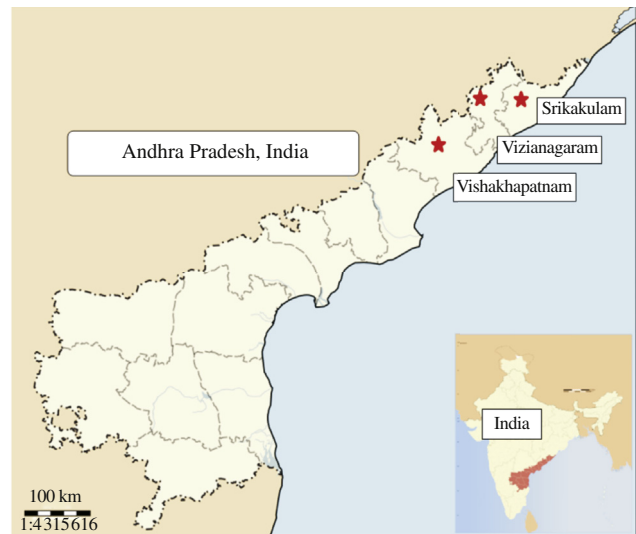 Srikakulam
Andhra Pradesh, India
Vizianagaram
Vishakhapatnam
India
100 km
1:4315616